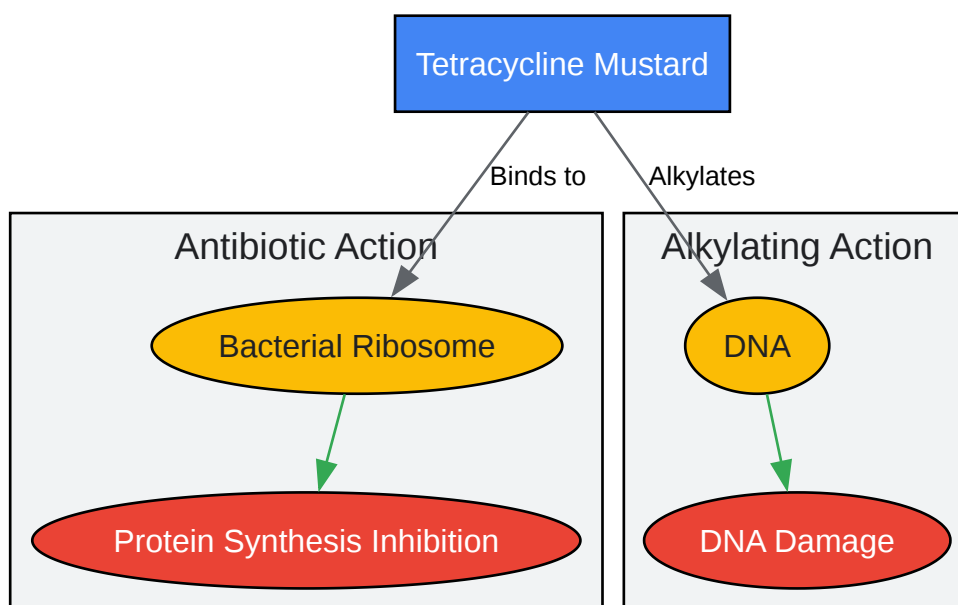 Tetracycline Mustard
Binds to
Alkylates
Antibiotic Action
Alkylating Action
Bacterial Ribosome
DNA
Protein Synthesis Inhibition
DNA Damage